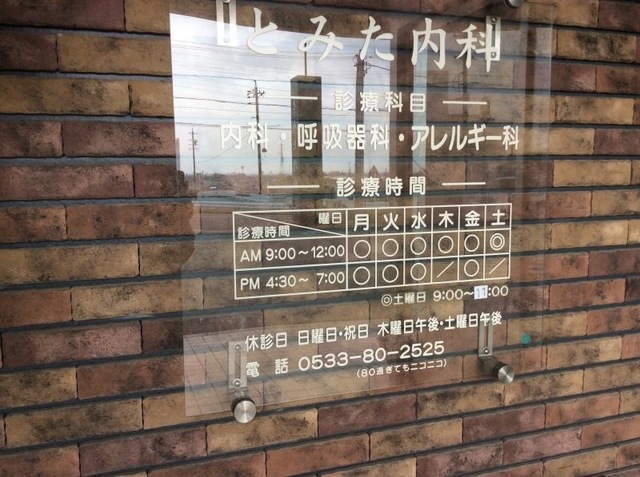 とみた内科
診療科目
内科・呼吸器科・アレルギー科
診療時間
曜日 診療時間 月 火 水 木 金 土
AM 9:00～12:00 ○ ○ ○ ○ ○ ◎
PM 4:30～7:00 ○ ○ ○ ／ ○ ／
◎土曜日 9:00～11:00
休診日 日曜日・祝日 木曜日午後・土曜日午後
電話 0533-80-2525
(80過ぎてもニコニコ)